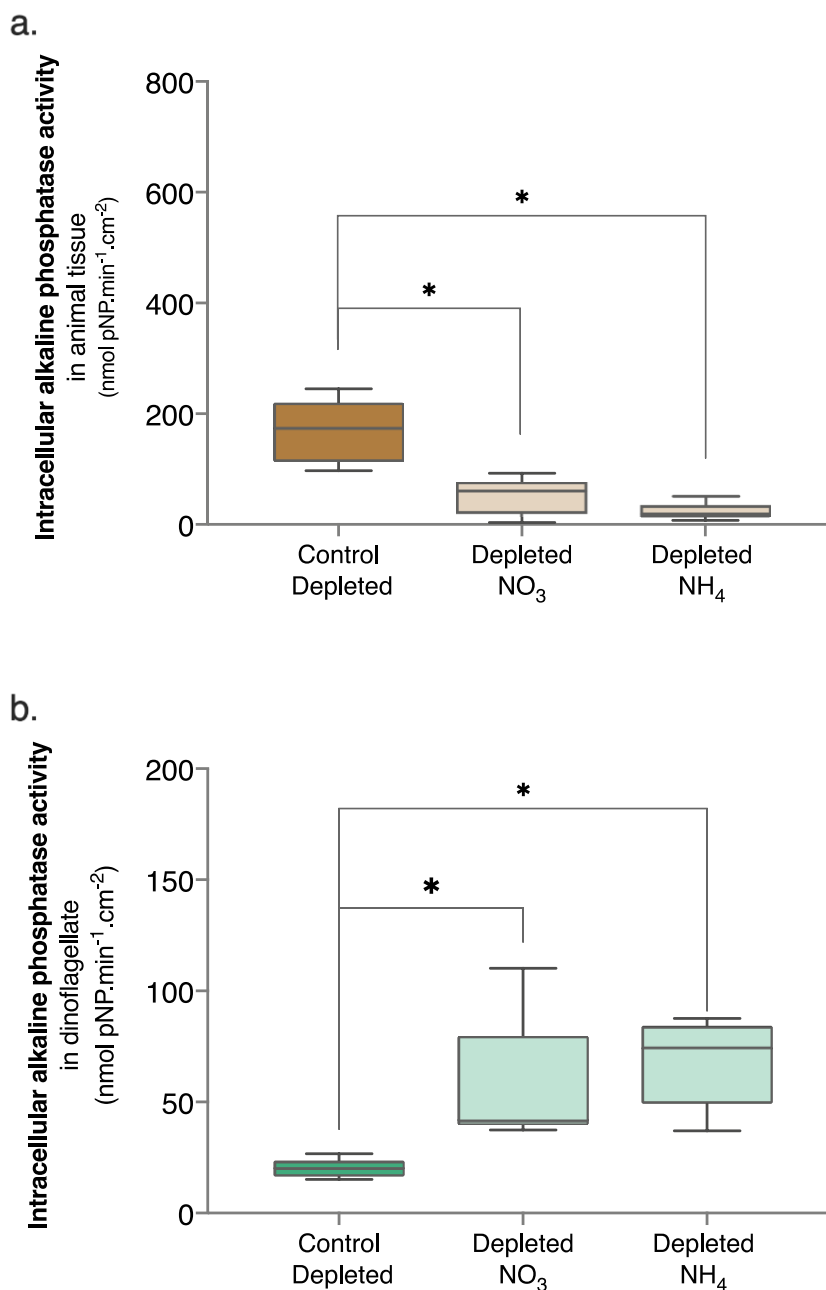 a.
Intracellular alkaline phosphatase activity
in animal tissue
(nmol pNP.min⁻¹.cm⁻²)
800
600
400
200
0
*
*
Control
Depleted
Depleted
NO₃
Depleted
NH₄
b.
Intracellular alkaline phosphatase activity
in dinoflagellate
(nmol pNP.min⁻¹.cm⁻²)
200
150
100
50
0
*
*
Control
Depleted
Depleted
NO₃
Depleted
NH₄